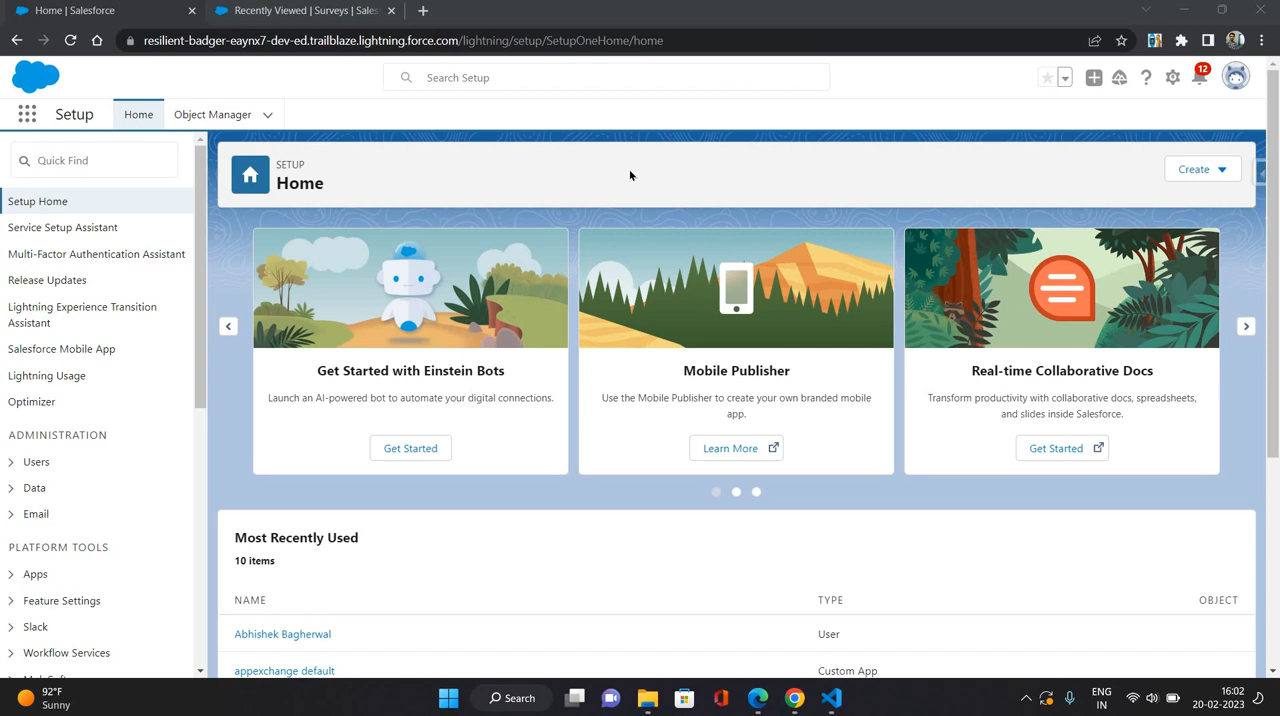 Home | Salesforce
Recently Viewed | Surveys | Sales
resilient-badger-eaynx7-dev-ed.trailblaze.lightning.force.com/lightning/setup/SetupOneHome/home
Search Setup
12
Setup
Home
Object Manager
Quick Find
Setup Home
Service Setup Assistant
Multi-Factor Authentication Assistant
Release Updates
Lightning Experience Transition
Assistant
Salesforce Mobile App
Lightning Usage
Optimizer
ADMINISTRATION
Users
Data
Email
PLATFORM TOOLS
Apps
Feature Settings
Slack
Workflow Services
SETUP
Home
Create
Get Started with Einstein Bots
Launch an AI-powered bot to automate your digital connections.
Get Started
Mobile Publisher
Use the Mobile Publisher to create your own branded mobile
app.
Learn More
Real-time Collaborative Docs
Transform productivity with collaborative docs, spreadsheets,
and slides inside Salesforce.
Get Started
Most Recently Used
10 items
NAME TYPE OBJECT
Abhishek Bagherwal User
appexchange default Custom App
92°F
Sunny
Search
ENG
IN
16:02
20-02-2023